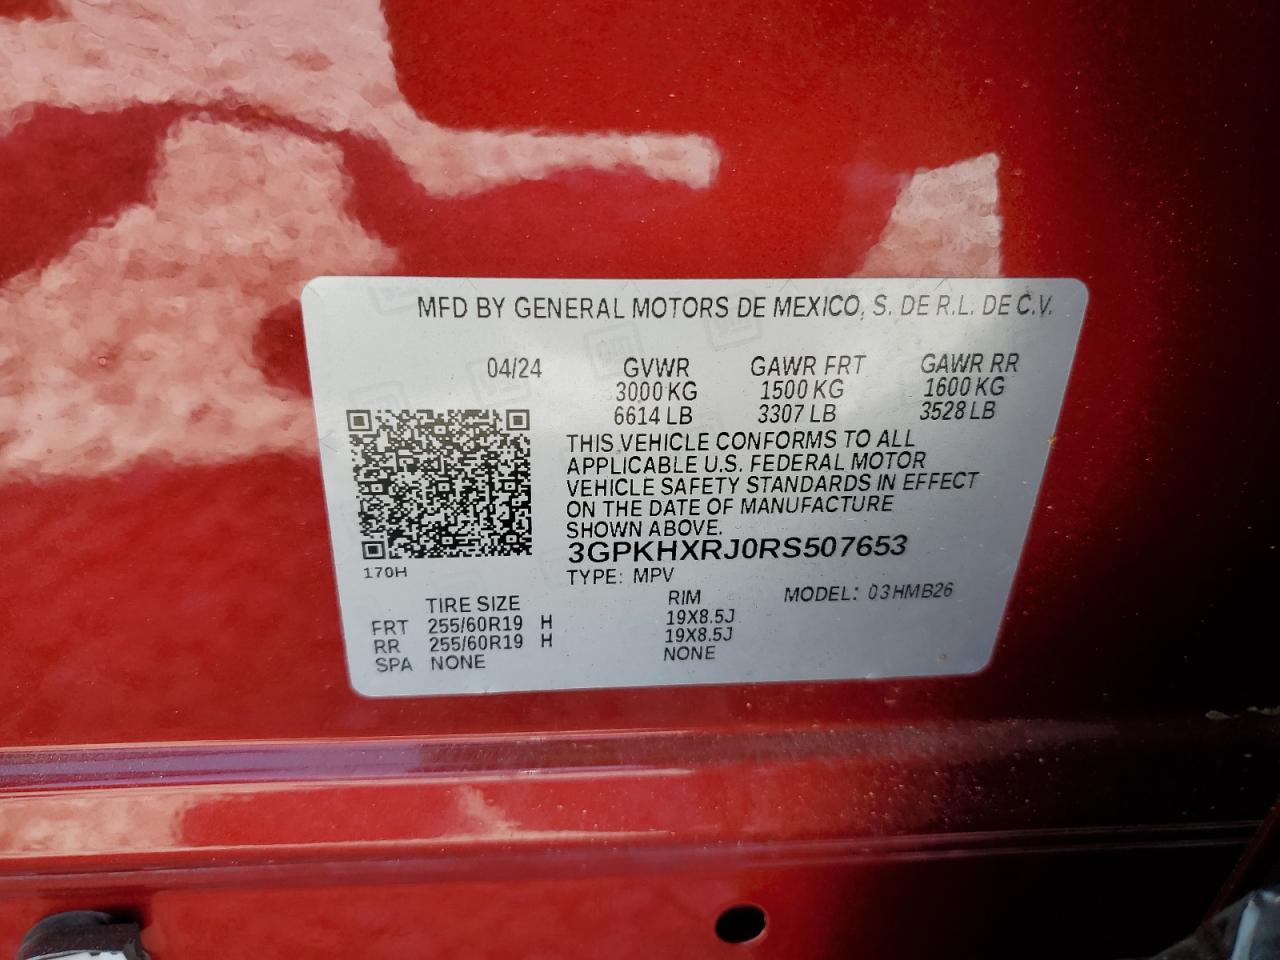 MFD BY GENERAL MOTORS DE MEXICO, S. DE R.L. DE C.V.
04/24 GVWR GAWR FRT GAWR RR
3000 KG 1500 KG 1600 KG
6614 LB 3307 LB 3528 LB
THIS VEHICLE CONFORMS TO ALL
APPLICABLE U.S. FEDERAL MOTOR
VEHICLE SAFETY STANDARDS IN EFFECT
ON THE DATE OF MANUFACTURE
SHOWN ABOVE.
3GPKHXRJ0RS507653
170H TYPE: MPV
TIRE SIZE RIM MODEL: 03HMB26
FRT 255/60R19 H 19X8.5J
RR 255/60R19 H 19X8.5J
SPA NONE NONE